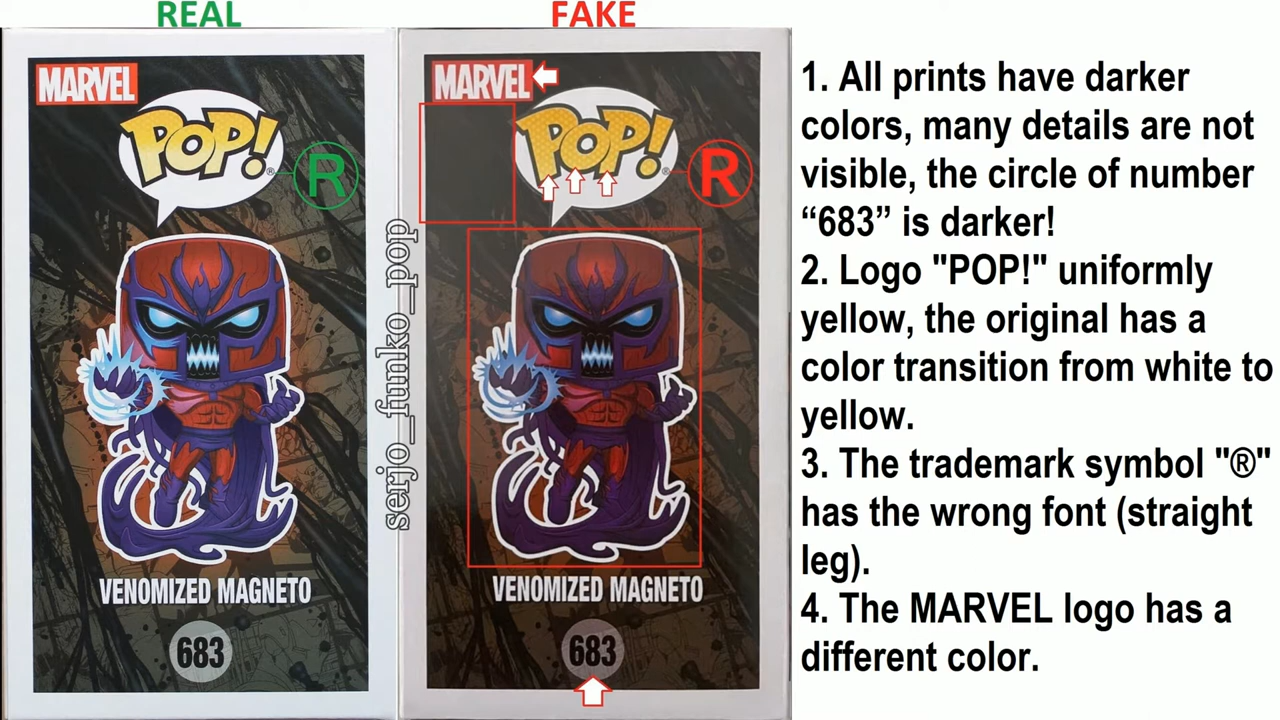 REAL
MARVEL
POP!
®
R
VENOMIZED MAGNETO
683
serjo_funko_pop
FAKE
MARVEL
POP!
®
R
VENOMIZED MAGNETO
683
1. All prints have darker
colors, many details are not
visible, the circle of number
“683” is darker!
2. Logo "POP!" uniformly
yellow, the original has a
color transition from white to
yellow.
3. The trademark symbol "®"
has the wrong font (straight
leg).
4. The MARVEL logo has a
different color.